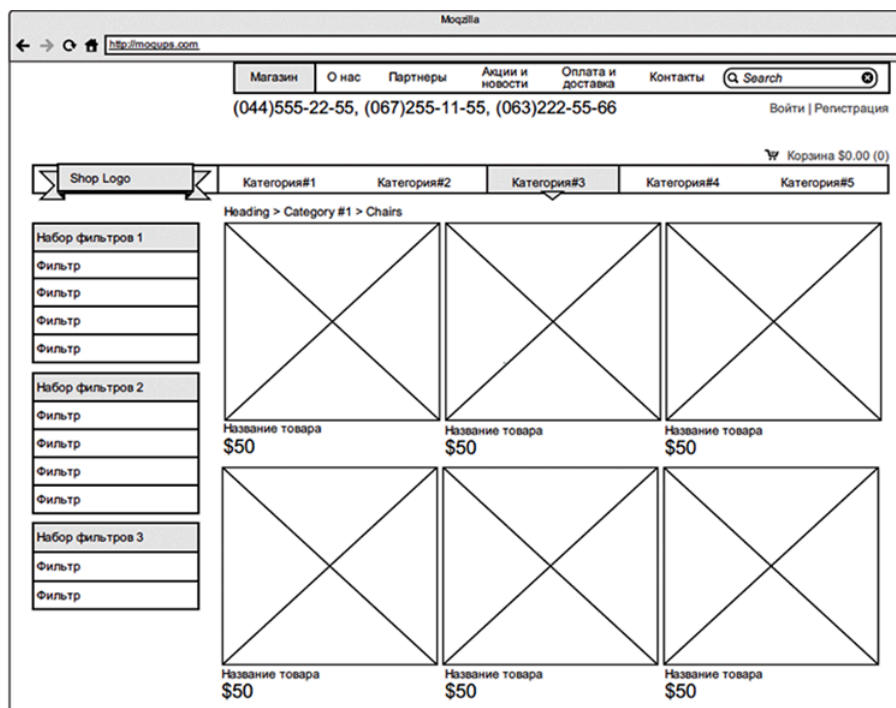 Moqzilla
http://moqups.com
Магазин О нас Партнеры Акции и новости Оплата и доставка Контакты Search
(044)555-22-55, (067)255-11-55, (063)222-55-66
Войти | Регистрация
Корзина $0.00 (0)
Shop Logo Категория#1 Категория#2 Категория#3 Категория#4 Категория#5
Heading > Category #1 > Chairs
Набор фильтров 1
Фильтр
Фильтр
Фильтр
Фильтр
Набор фильтров 2
Фильтр
Фильтр
Фильтр
Фильтр
Набор фильтров 3
Фильтр
Фильтр
Название товара Название товара Название товара
$50 $50 $50
Название товара Название товара Название товара
$50 $50 $50